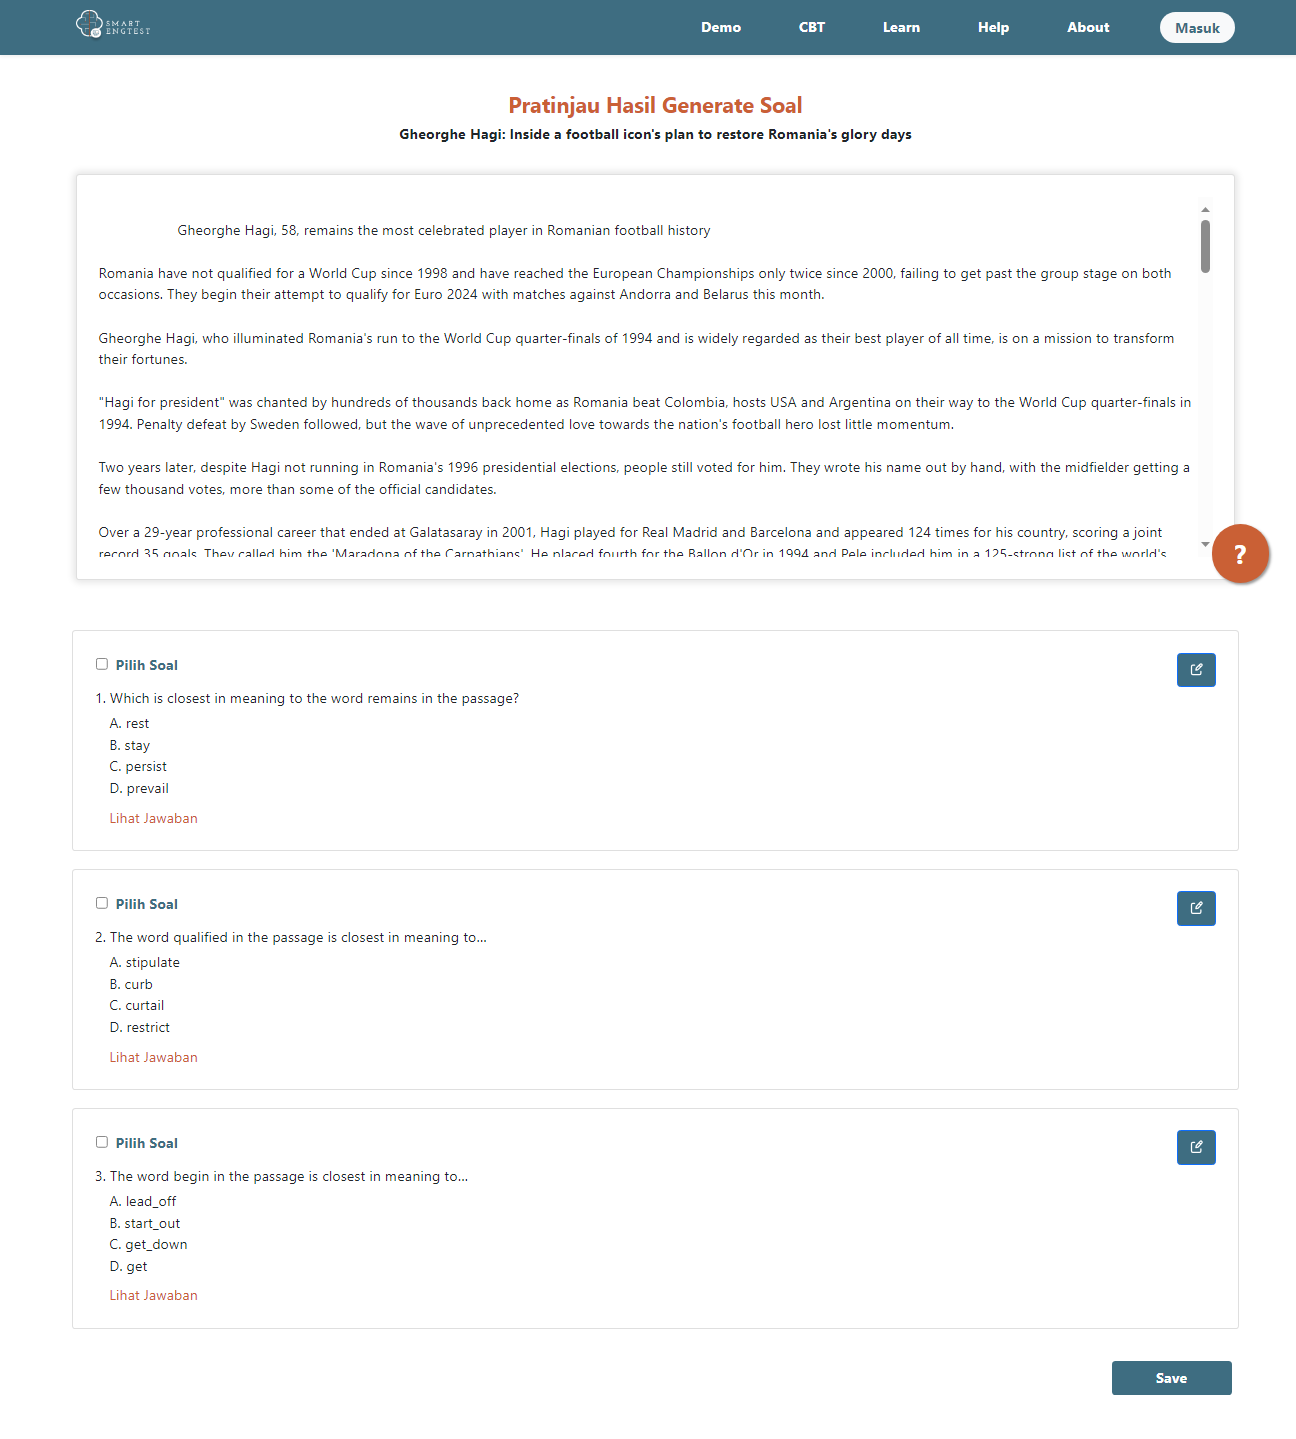 SMART
ENGTEST
Demo
CBT
Learn
Help
About
Masuk
Pratinjau Hasil Generate Soal
Gheorghe Hagi: Inside a football icon's plan to restore Romania's glory days
Gheorghe Hagi, 58, remains the most celebrated player in Romanian football history
Romania have not qualified for a World Cup since 1998 and have reached the European Championships only twice since 2000, failing to get past the group stage on both
occasions. They begin their attempt to qualify for Euro 2024 with matches against Andorra and Belarus this month.
Gheorghe Hagi, who illuminated Romania's run to the World Cup quarter-finals of 1994 and is widely regarded as their best player of all time, is on a mission to transform
their fortunes.
"Hagi for president" was chanted by hundreds of thousands back home as Romania beat Colombia, hosts USA and Argentina on their way to the World Cup quarter-finals in
1994. Penalty defeat by Sweden followed, but the wave of unprecedented love towards the nation's football hero lost little momentum.
Two years later, despite Hagi not running in Romania's 1996 presidential elections, people still voted for him. They wrote his name out by hand, with the midfielder getting a
few thousand votes, more than some of the official candidates.
Over a 29-year professional career that ended at Galatasaray in 2001, Hagi played for Real Madrid and Barcelona and appeared 124 times for his country, scoring a joint
record 35 goals. They called him the 'Maradona of the Carpathians'. He placed fourth for the Ballon d'Or in 1994 and Pele included him in a 125-strong list of the world's
?
Pilih Soal
1. Which is closest in meaning to the word remains in the passage?
A. rest
B. stay
C. persist
D. prevail
Lihat Jawaban
Pilih Soal
2. The word qualified in the passage is closest in meaning to...
A. stipulate
B. curb
C. curtail
D. restrict
Lihat Jawaban
Pilih Soal
3. The word begin in the passage is closest in meaning to...
A. lead_off
B. start_out
C. get_down
D. get
Lihat Jawaban
Save